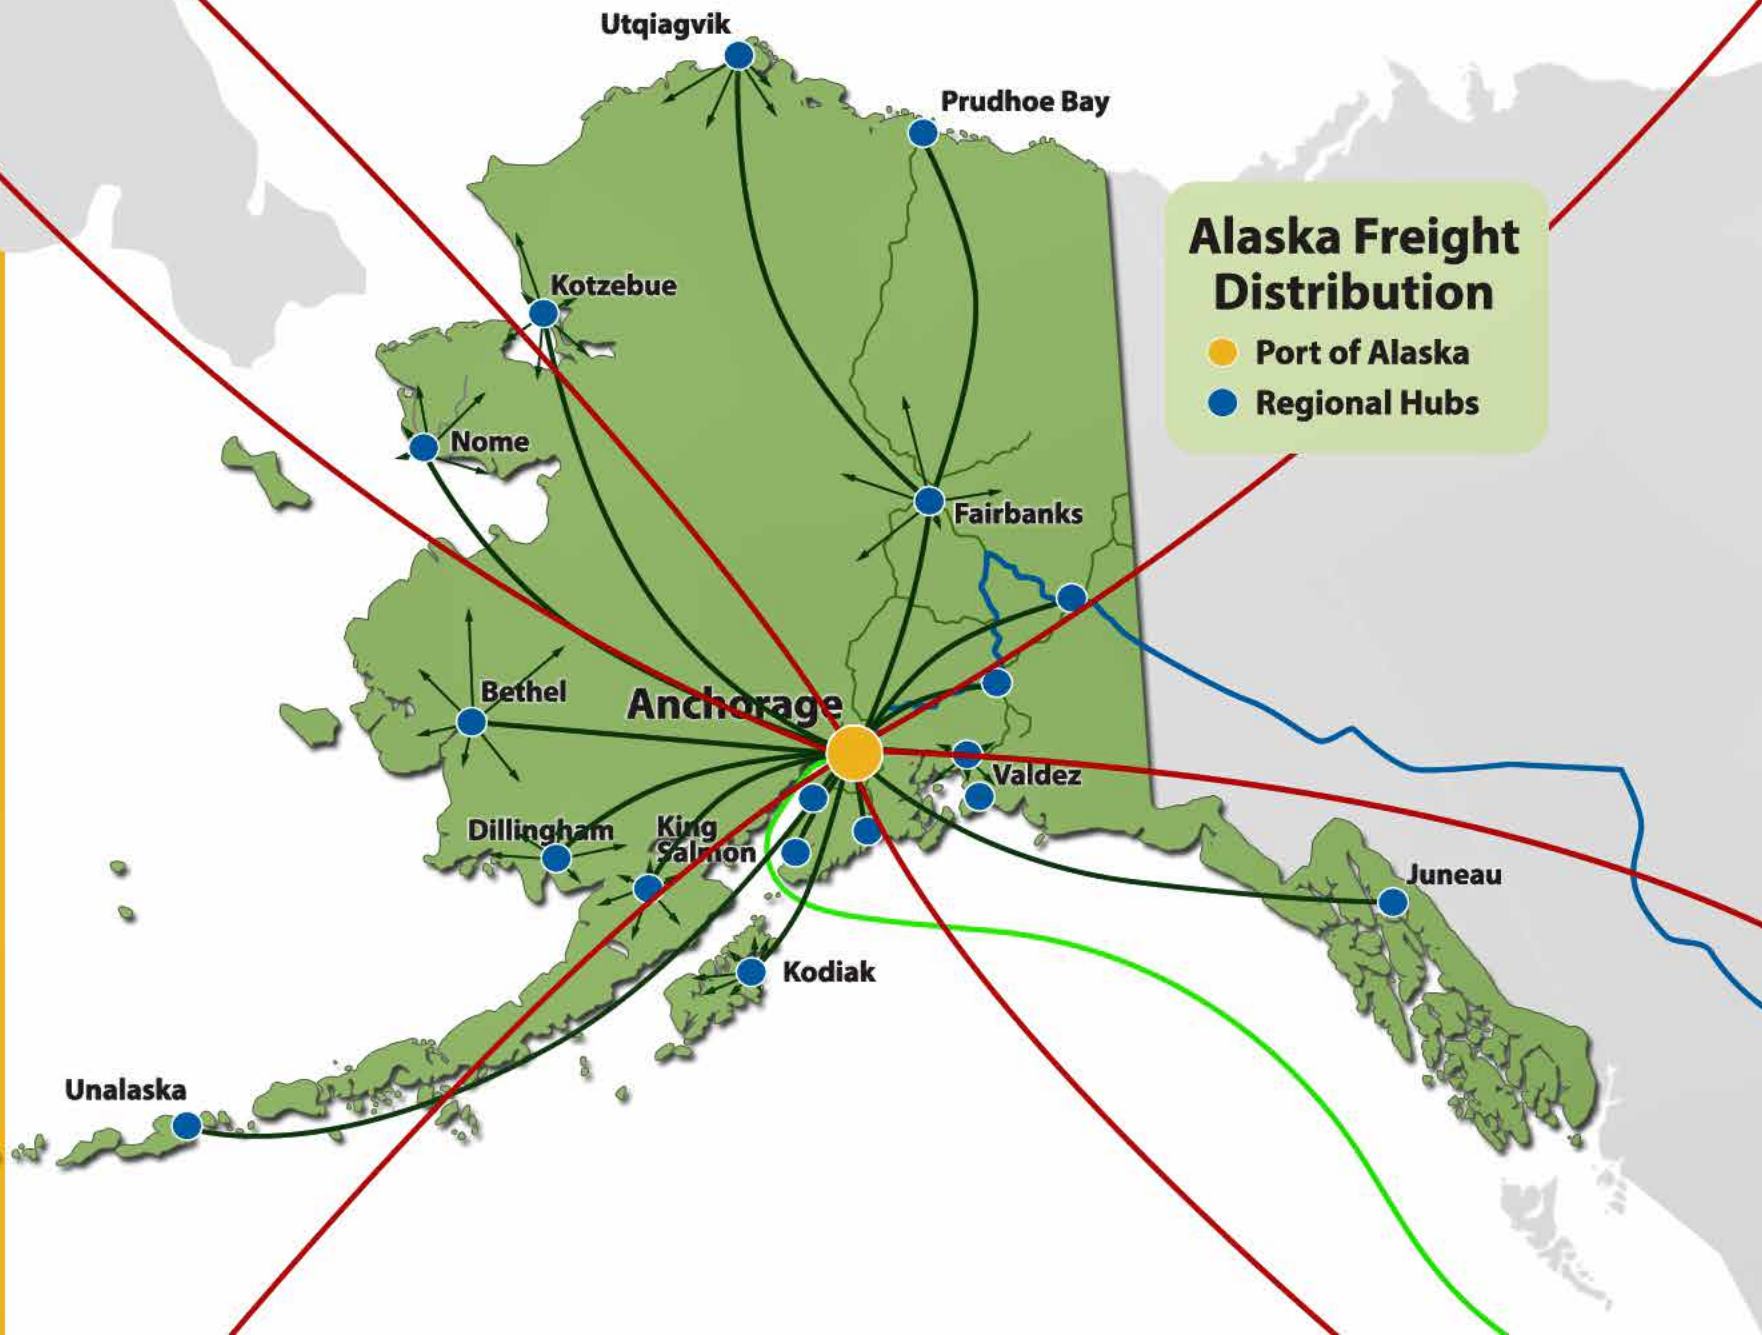 Utqiagvik
Prudhoe Bay
Alaska Freight
Distribution
Port of Alaska
Regional Hubs
Kotzebue
Nome
Fairbanks
Bethel
Anchorage
Valdez
Dillingham
King
Salmon
Juneau
Kodiak
Unalaska